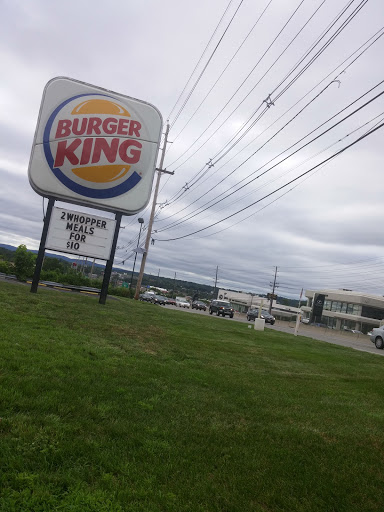 BURGER
KING
2 WHOPPER
MEALS
FOR
$10